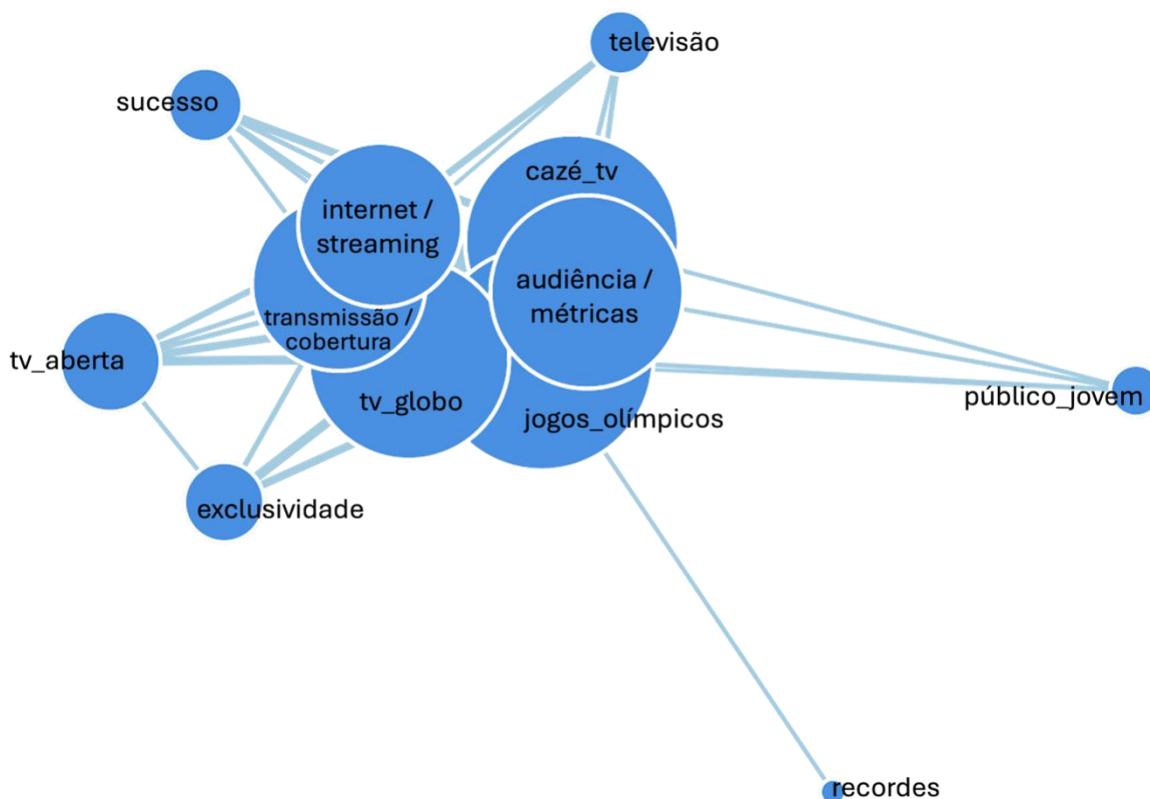 televisão
sucesso
cazé_tv
internet /
streaming
audiência /
métricas
transmissão /
cobertura
tv_aberta
tv_globo
público_jovem
jogos_olímpicos
exclusividade
recordes